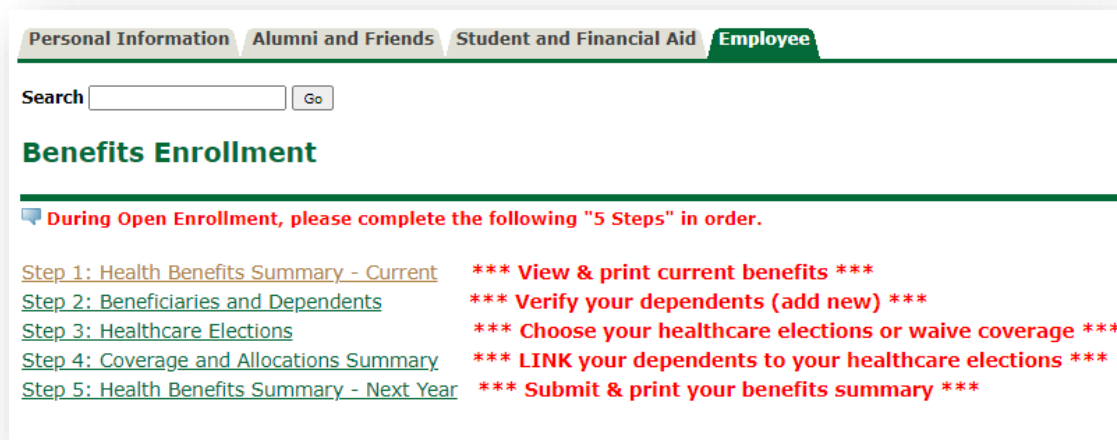 Personal Information Alumni and Friends Student and Financial Aid Employee
Search Go
Benefits Enrollment
During Open Enrollment, please complete the following "5 Steps" in order.
Step 1: Health Benefits Summary - Current *** View & print current benefits ***
Step 2: Beneficiaries and Dependents *** Verify your dependents (add new) ***
Step 3: Healthcare Elections *** Choose your healthcare elections or waive coverage ***
Step 4: Coverage and Allocations Summary *** LINK your dependents to your healthcare elections ***
Step 5: Health Benefits Summary - Next Year *** Submit & print your benefits summary ***